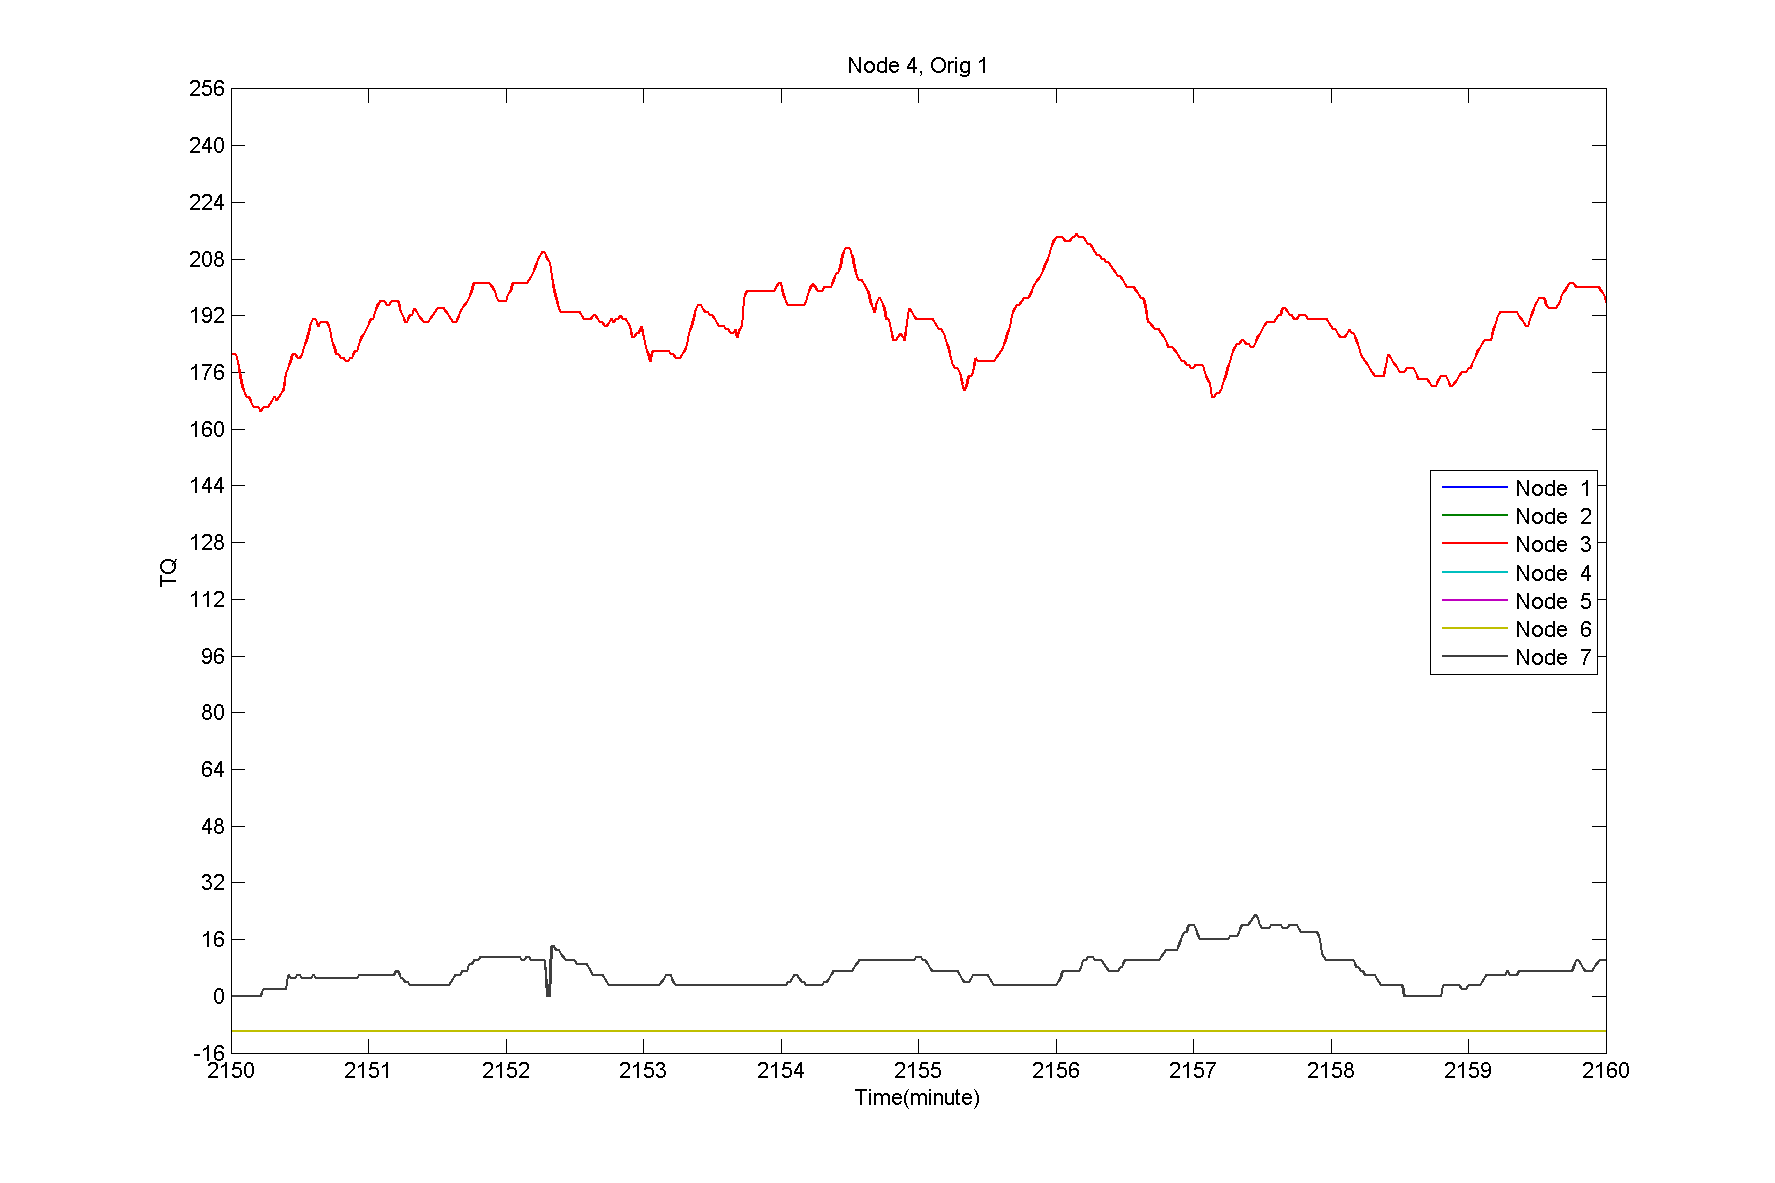 Node 4, Orig 1
256
240
224
208
192
176
160
144
128
112
96
80
64
48
32
16
0
-16
TQ
Node 1
Node 2
Node 3
Node 4
Node 5
Node 6
Node 7
2150 2151 2152 2153 2154 2155 2156 2157 2158 2159 2160
Time(minute)